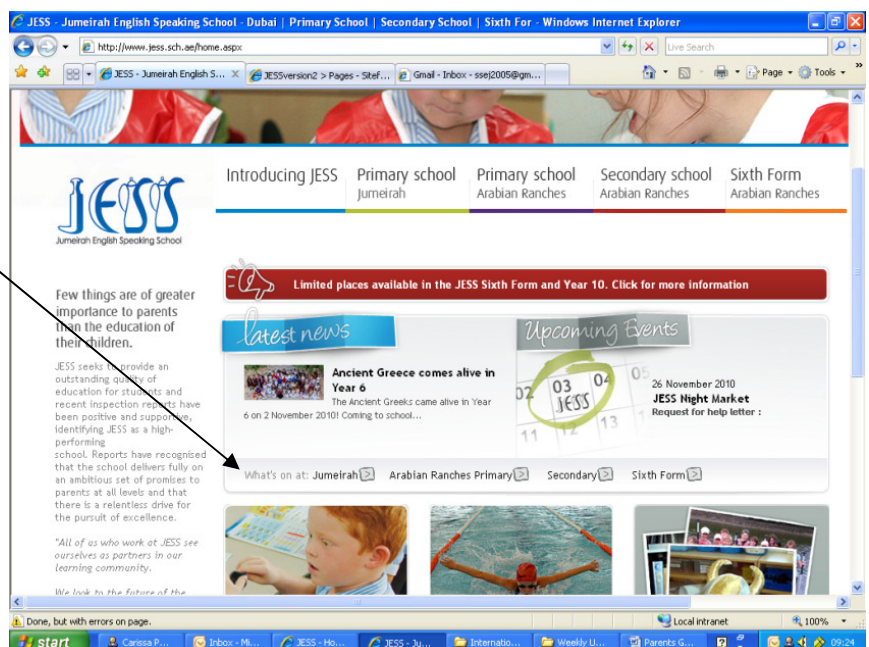 JESS - Jumeirah English Speaking School - Dubai | Primary School | Secondary School | Sixth For - Windows Internet Explorer
http://www.jess.sch.ae/home.aspx
Live Search
JESS - Jumeirah English S...
JESSversion2 > Pages - Sitef...
Gmail - Inbox - ssej2005@gm...
Page
Tools
Introducing JESS
Primary school
Jumeirah
Primary school
Arabian Ranches
Secondary school
Arabian Ranches
Sixth Form
Arabian Ranches
JESS
Jumeirah English Speaking School
Few things are of greater
importance to parents
than the education of
their children.
JESS seeks to provide an
outstanding quality of
education for students and
recent inspection reports have
been positive and supportive,
identifying JESS as a high-
performing
school. Reports have recognised
that the school delivers fully on
an ambitious set of promises to
parents at all levels and that
there is a relentless drive for
the pursuit of excellence.
"All of us who work at JESS see
ourselves as partners in our
learning community.
We look to the future of the
Limited places available in the JESS Sixth Form and Year 10. Click for more information
Latest news
Ancient Greece comes alive in
Year 6
The Ancient Greeks came alive in Year
6 on 2 November 2010! Coming to school...
Upcoming Events
02 03 04 05
JESS
11 12 13
26 November 2010
JESS Night Market
Request for help letter :
What's on at: Jumeirah Arabian Ranches Primary Secondary Sixth Form
Done, but with errors on page.
Local intranet
100%
start
Carissa P...
Inbox - Mi...
JESS - Ho...
JESS - Ju...
Internatio...
Weekly U...
Parents G...
09:24